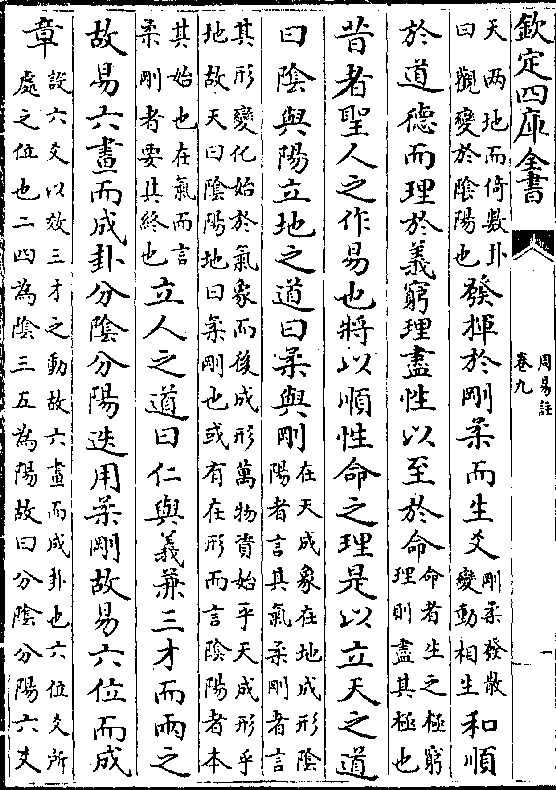 欽定四庫全書
周易註
卷九
一
天兩地而倚數卦
曰觀變於陰陽也
發揮於剛柔而生爻
剛柔發散
變動相生
和順
於道德而理於義窮理盡性以至於命
命者生之極窮
理則盡其極也
昔者聖人之作易也將以順性命之理是以立天之道
曰陰與陽立地之道曰柔與剛
在天成象在地成形陰
陽者言其氣柔剛者言
其形變化始於氣象而後成形萬物資始乎天成形乎
地故天曰陰陽地曰柔剛也或有在形而言陰陽者本
其始也在氣而言
柔剛者要其終也
立人之道曰仁與義兼三才而兩之
故易六畫而成卦分陰分陽迭用柔剛故易六位而成
章
設六爻以效三才之動故六畫而成卦也六位爻所
處之位也二四為陰三五為陽故曰分陰分陽六爻